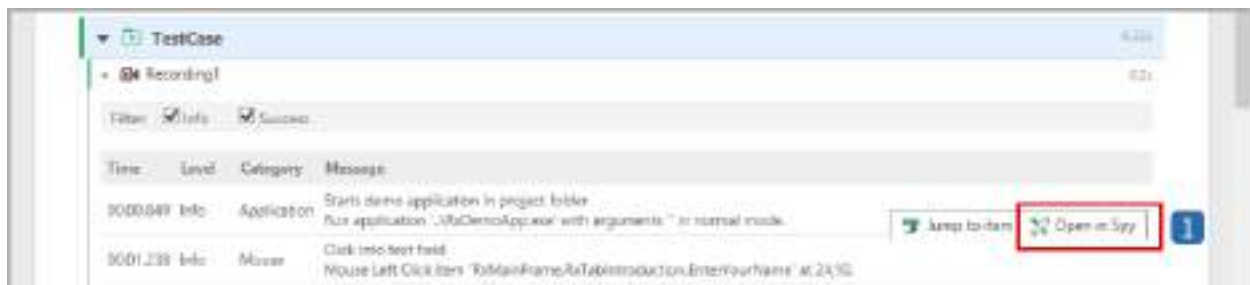 TestCase
Recording1
Filter: Info Success
Time Level Category Message
Starts demo application in project folder
00:00.849 Info Application Run application '..\RxDemoApp.exe' with arguments '' in normal mode.
Jump to item Open in Spy 1
Click into text field
00:01.238 Info Mouse Mouse Left Click item 'RxMainFrame.RxTabIntroduction.EnterYourName' at 24;10.